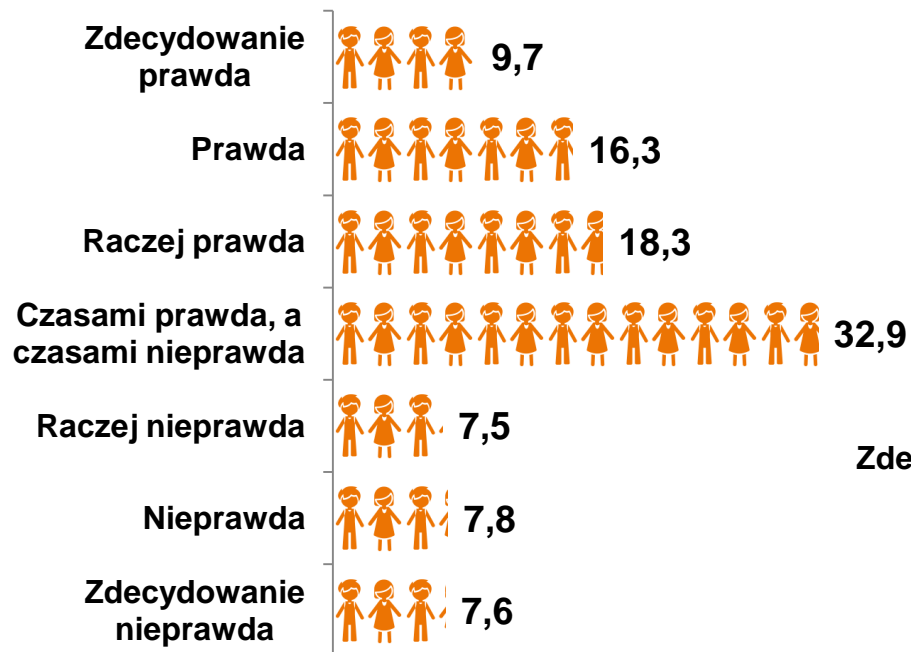 Zdecydowanie
prawda
9,7
Prawda
16,3
Raczej prawda
18,3
Czasami prawda, a
czasami nieprawda
32,9
Raczej nieprawda
7,5
Zde
Nieprawda
7,8
Zdecydowanie
nieprawda
7,6